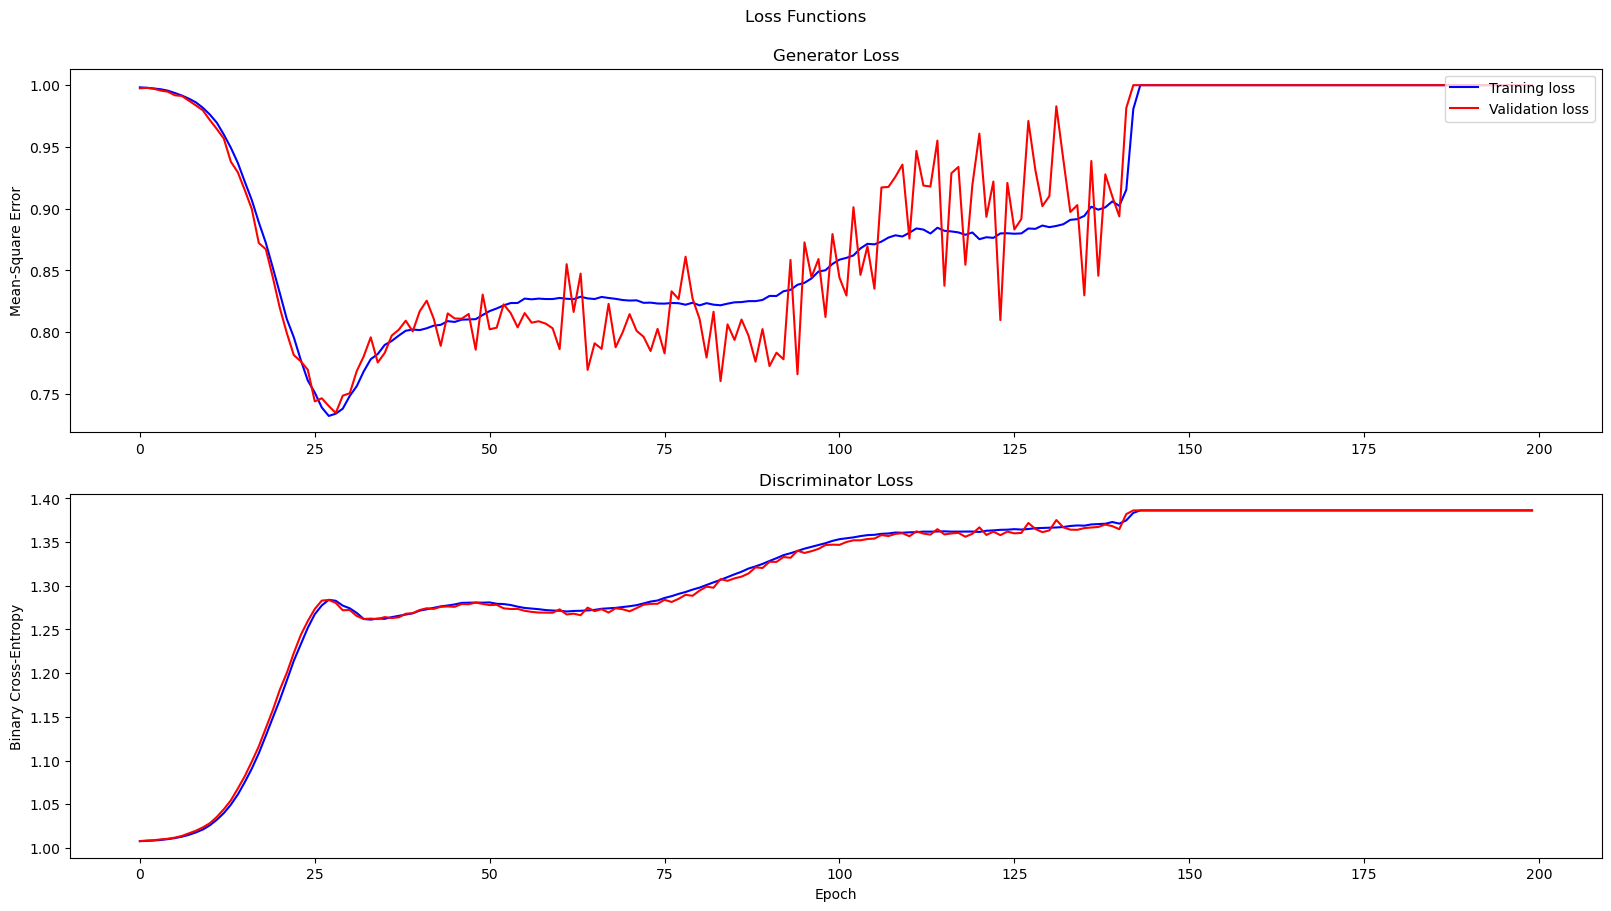 Loss Functions
Generator Loss
Mean-Square Error
1.00
0.95
0.90
0.85
0.80
0.75
Training loss
Validation loss
0 25 50 75 100 125 150 175 200
Discriminator Loss
Binary Cross-Entropy
1.40
1.35
1.30
1.25
1.20
1.15
1.10
1.05
1.00
0 25 50 75 100 125 150 175 200
Epoch